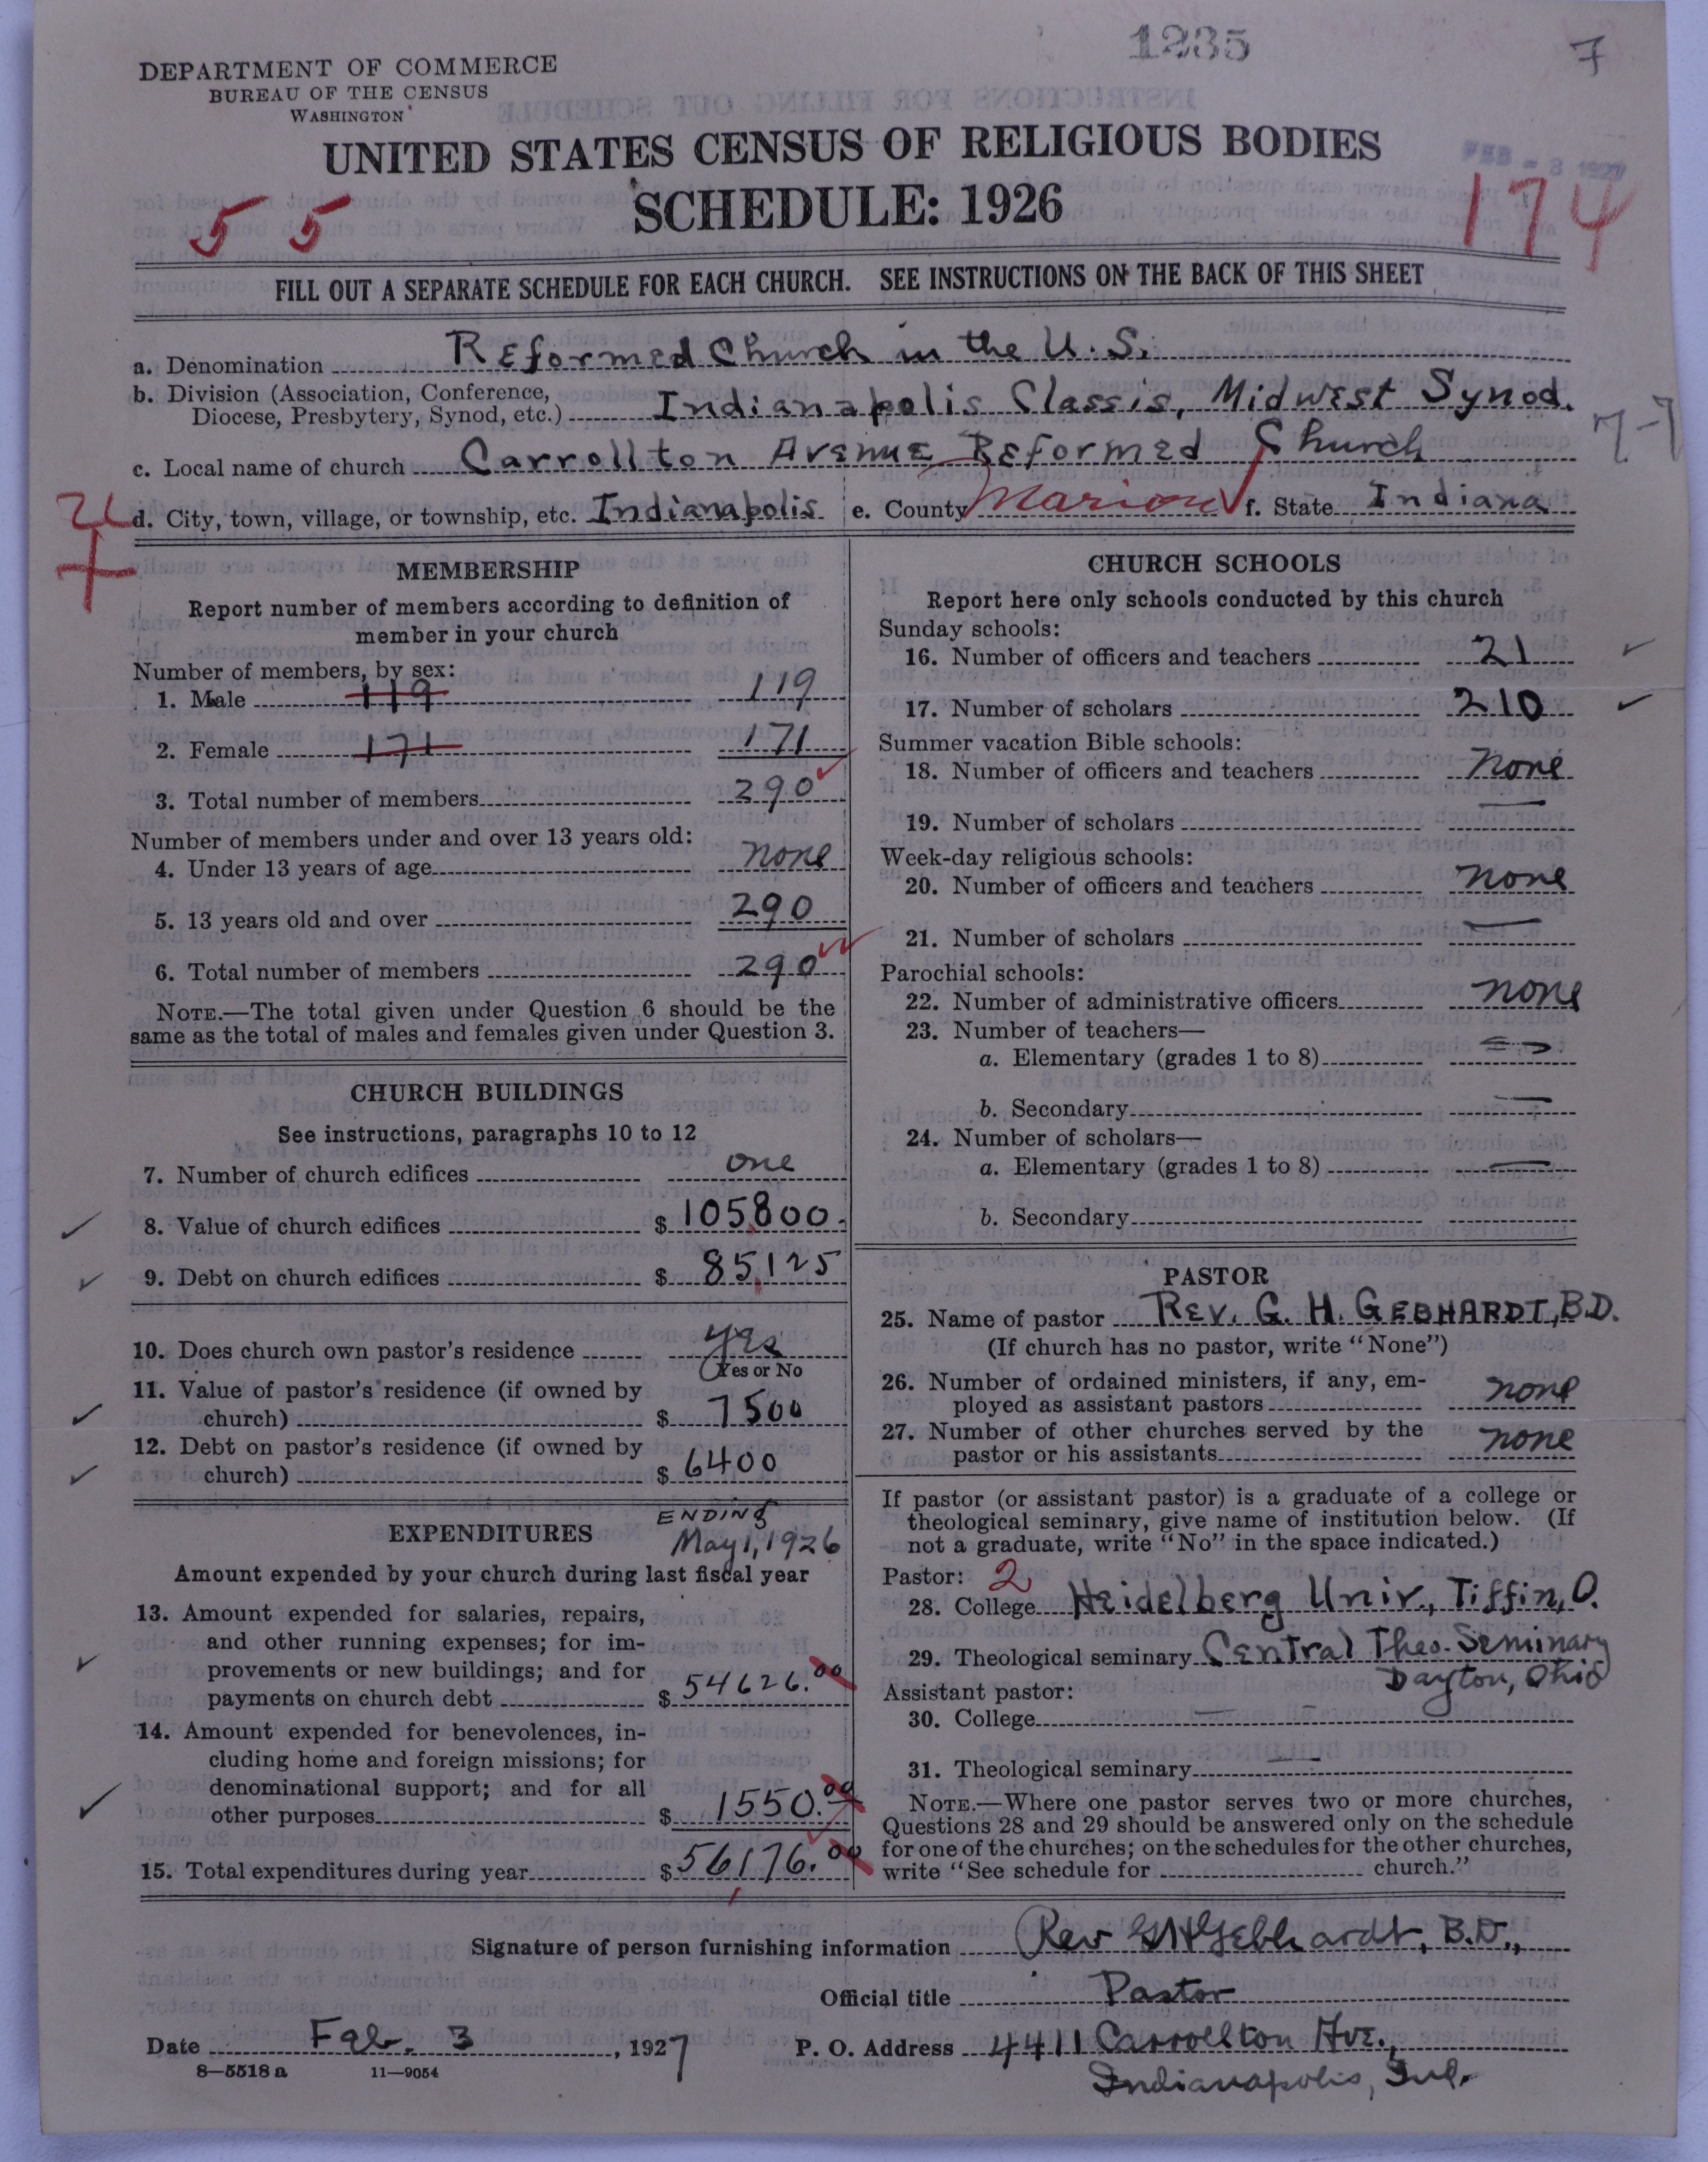 1235
7
DEPARTMENT OF COMMERCE
BUREAU OF THE CENSUS
WASHINGTON
UNITED STATES CENSUS OF RELIGIOUS BODIES
FEB - 3 1927
SCHEDULE: 1926
5 5
174
FILL OUT A SEPARATE SCHEDULE FOR EACH CHURCH. SEE INSTRUCTIONS ON THE BACK OF THIS SHEET
a. Denomination Reformed Church in the U.S.
b. Division (Association, Conference,
Diocese, Presbytery, Synod, etc.) Indianapolis Classis, Midwest Synod.
7-7
c. Local name of church Carrollton Avenue Reformed Church
d. City, town, village, or township, etc. Indianapolis e. County Marion f. State Indiana
MEMBERSHIP
Report number of members according to definition of
member in your church
Number of members, by sex:
1. Male 119 119
2. Female 171 171
3. Total number of members 290
Number of members under and over 13 years old:
4. Under 13 years of age none
5. 13 years old and over 290
6. Total number of members 290
NOTE.—The total given under Question 6 should be the
same as the total of males and females given under Question 3.
CHURCH BUILDINGS
See instructions, paragraphs 10 to 12
7. Number of church edifices one
8. Value of church edifices $ 105800.
9. Debt on church edifices $ 85,125
10. Does church own pastor's residence yes
Yes or No
11. Value of pastor's residence (if owned by
church) $ 7500
12. Debt on pastor's residence (if owned by
church) $ 6400
EXPENDITURES
ENDING
May 1, 1926
Amount expended by your church during last fiscal year
13. Amount expended for salaries, repairs,
and other running expenses; for im-
provements or new buildings; and for
payments on church debt $ 54626.00
14. Amount expended for benevolences, in-
cluding home and foreign missions; for
denominational support; and for all
other purposes $ 1550.00
15. Total expenditures during year $ 56176.00
CHURCH SCHOOLS
Report here only schools conducted by this church
Sunday schools:
16. Number of officers and teachers 21
17. Number of scholars 210
Summer vacation Bible schools:
18. Number of officers and teachers none
19. Number of scholars
Week-day religious schools:
20. Number of officers and teachers none
21. Number of scholars
Parochial schools:
22. Number of administrative officers none
23. Number of teachers—
a. Elementary (grades 1 to 8)
b. Secondary
24. Number of scholars—
a. Elementary (grades 1 to 8)
b. Secondary
PASTOR
25. Name of pastor REV. G. H. GEBHARDT, B.D.
(If church has no pastor, write "None")
26. Number of ordained ministers, if any, em-
ployed as assistant pastors none
27. Number of other churches served by the
pastor or his assistants none
If pastor (or assistant pastor) is a graduate of a college or
theological seminary, give name of institution below. (If
not a graduate, write "No" in the space indicated.)
Pastor: 2
28. College Heidelberg Univ., Tiffin, O.
29. Theological seminary Central Theo. Seminary
Dayton, Ohio
Assistant pastor:
30. College
31. Theological seminary
NOTE.—Where one pastor serves two or more churches,
Questions 28 and 29 should be answered only on the schedule
for one of the churches; on the schedules for the other churches,
write "See schedule for church."
Signature of person furnishing information Rev G H Gebhardt, B.D.,
Official title Pastor
Date Feb. 3, 1927 P. O. Address 4411 Carrollton Ave.,
Indianapolis, Ind.
8—5518a 11—9054